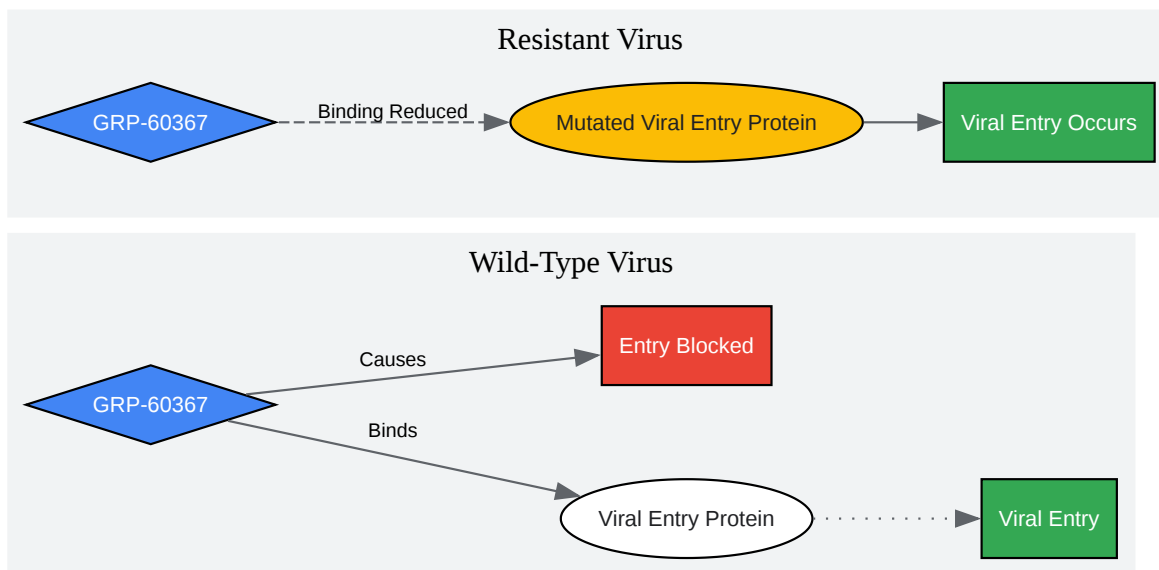 Resistant Virus
GRP-60367
Binding Reduced
Mutated Viral Entry Protein
Viral Entry Occurs
Wild-Type Virus
GRP-60367
Causes
Entry Blocked
Binds
Viral Entry Protein
Viral Entry